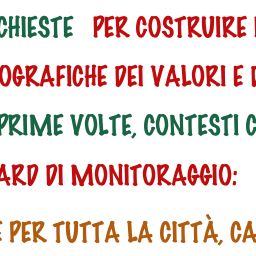 CHIESTE PER COSTRUIRE
OGRAFICHE DEI VALORI E
PRIME VOLTE, CONTESTI
ARD DI MONITORAGGIO:
PER TUTTA LA CITTÀ, CA